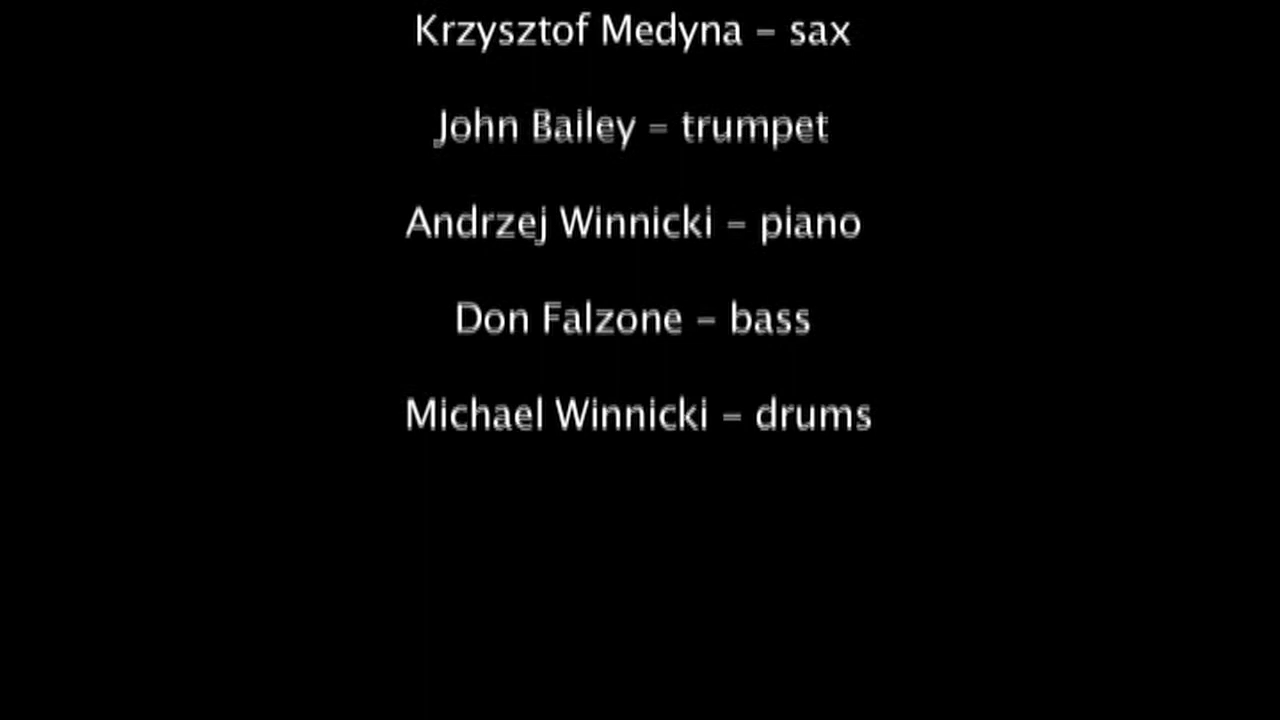 Krzysztof Medyna - sax
John Bailey - trumpet
Andrzej Winnicki - piano
Don Falzone - bass
Michael Winnicki - drums